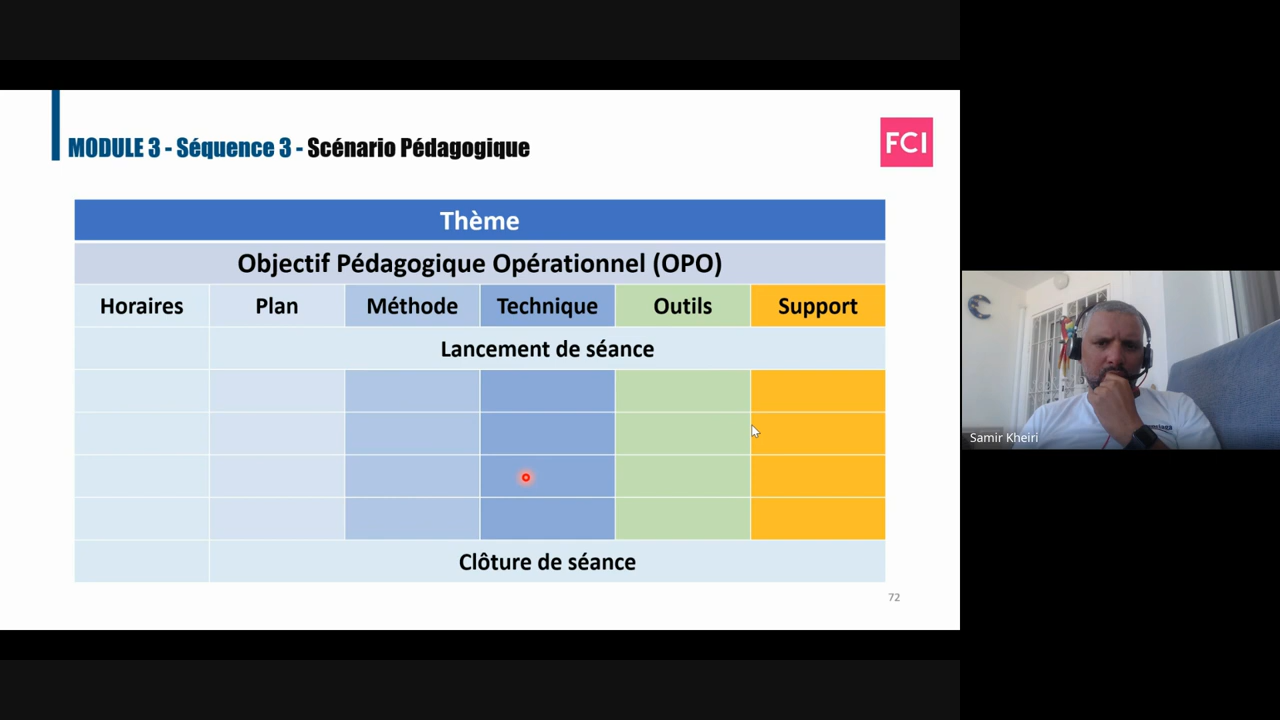 MODULE 3 - Séquence 3 - Scénario Pédagogique
FCI
Thème
Objectif Pédagogique Opérationnel (OPO)
Horaires Plan Méthode Technique Outils Support
Lancement de séance
Clôture de séance
72
Samir Kheiri